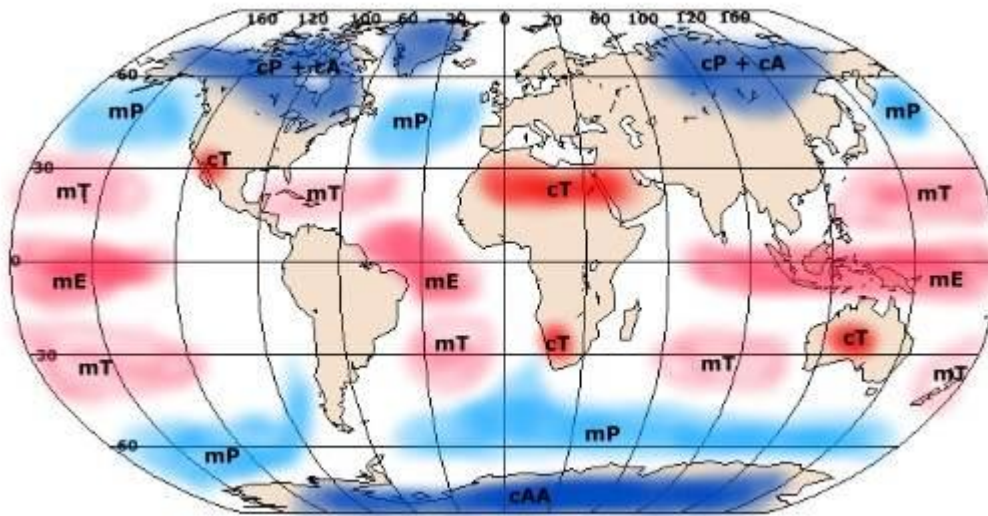 160 120 100 60 30 0 20 60 100 120 160
cP + cA cP + cA
60
mP mP mP
cT
30
mT mT cT mT
0
mE mE mE
cT cT
30
mT mT mT mT
60
mP mP
cAA